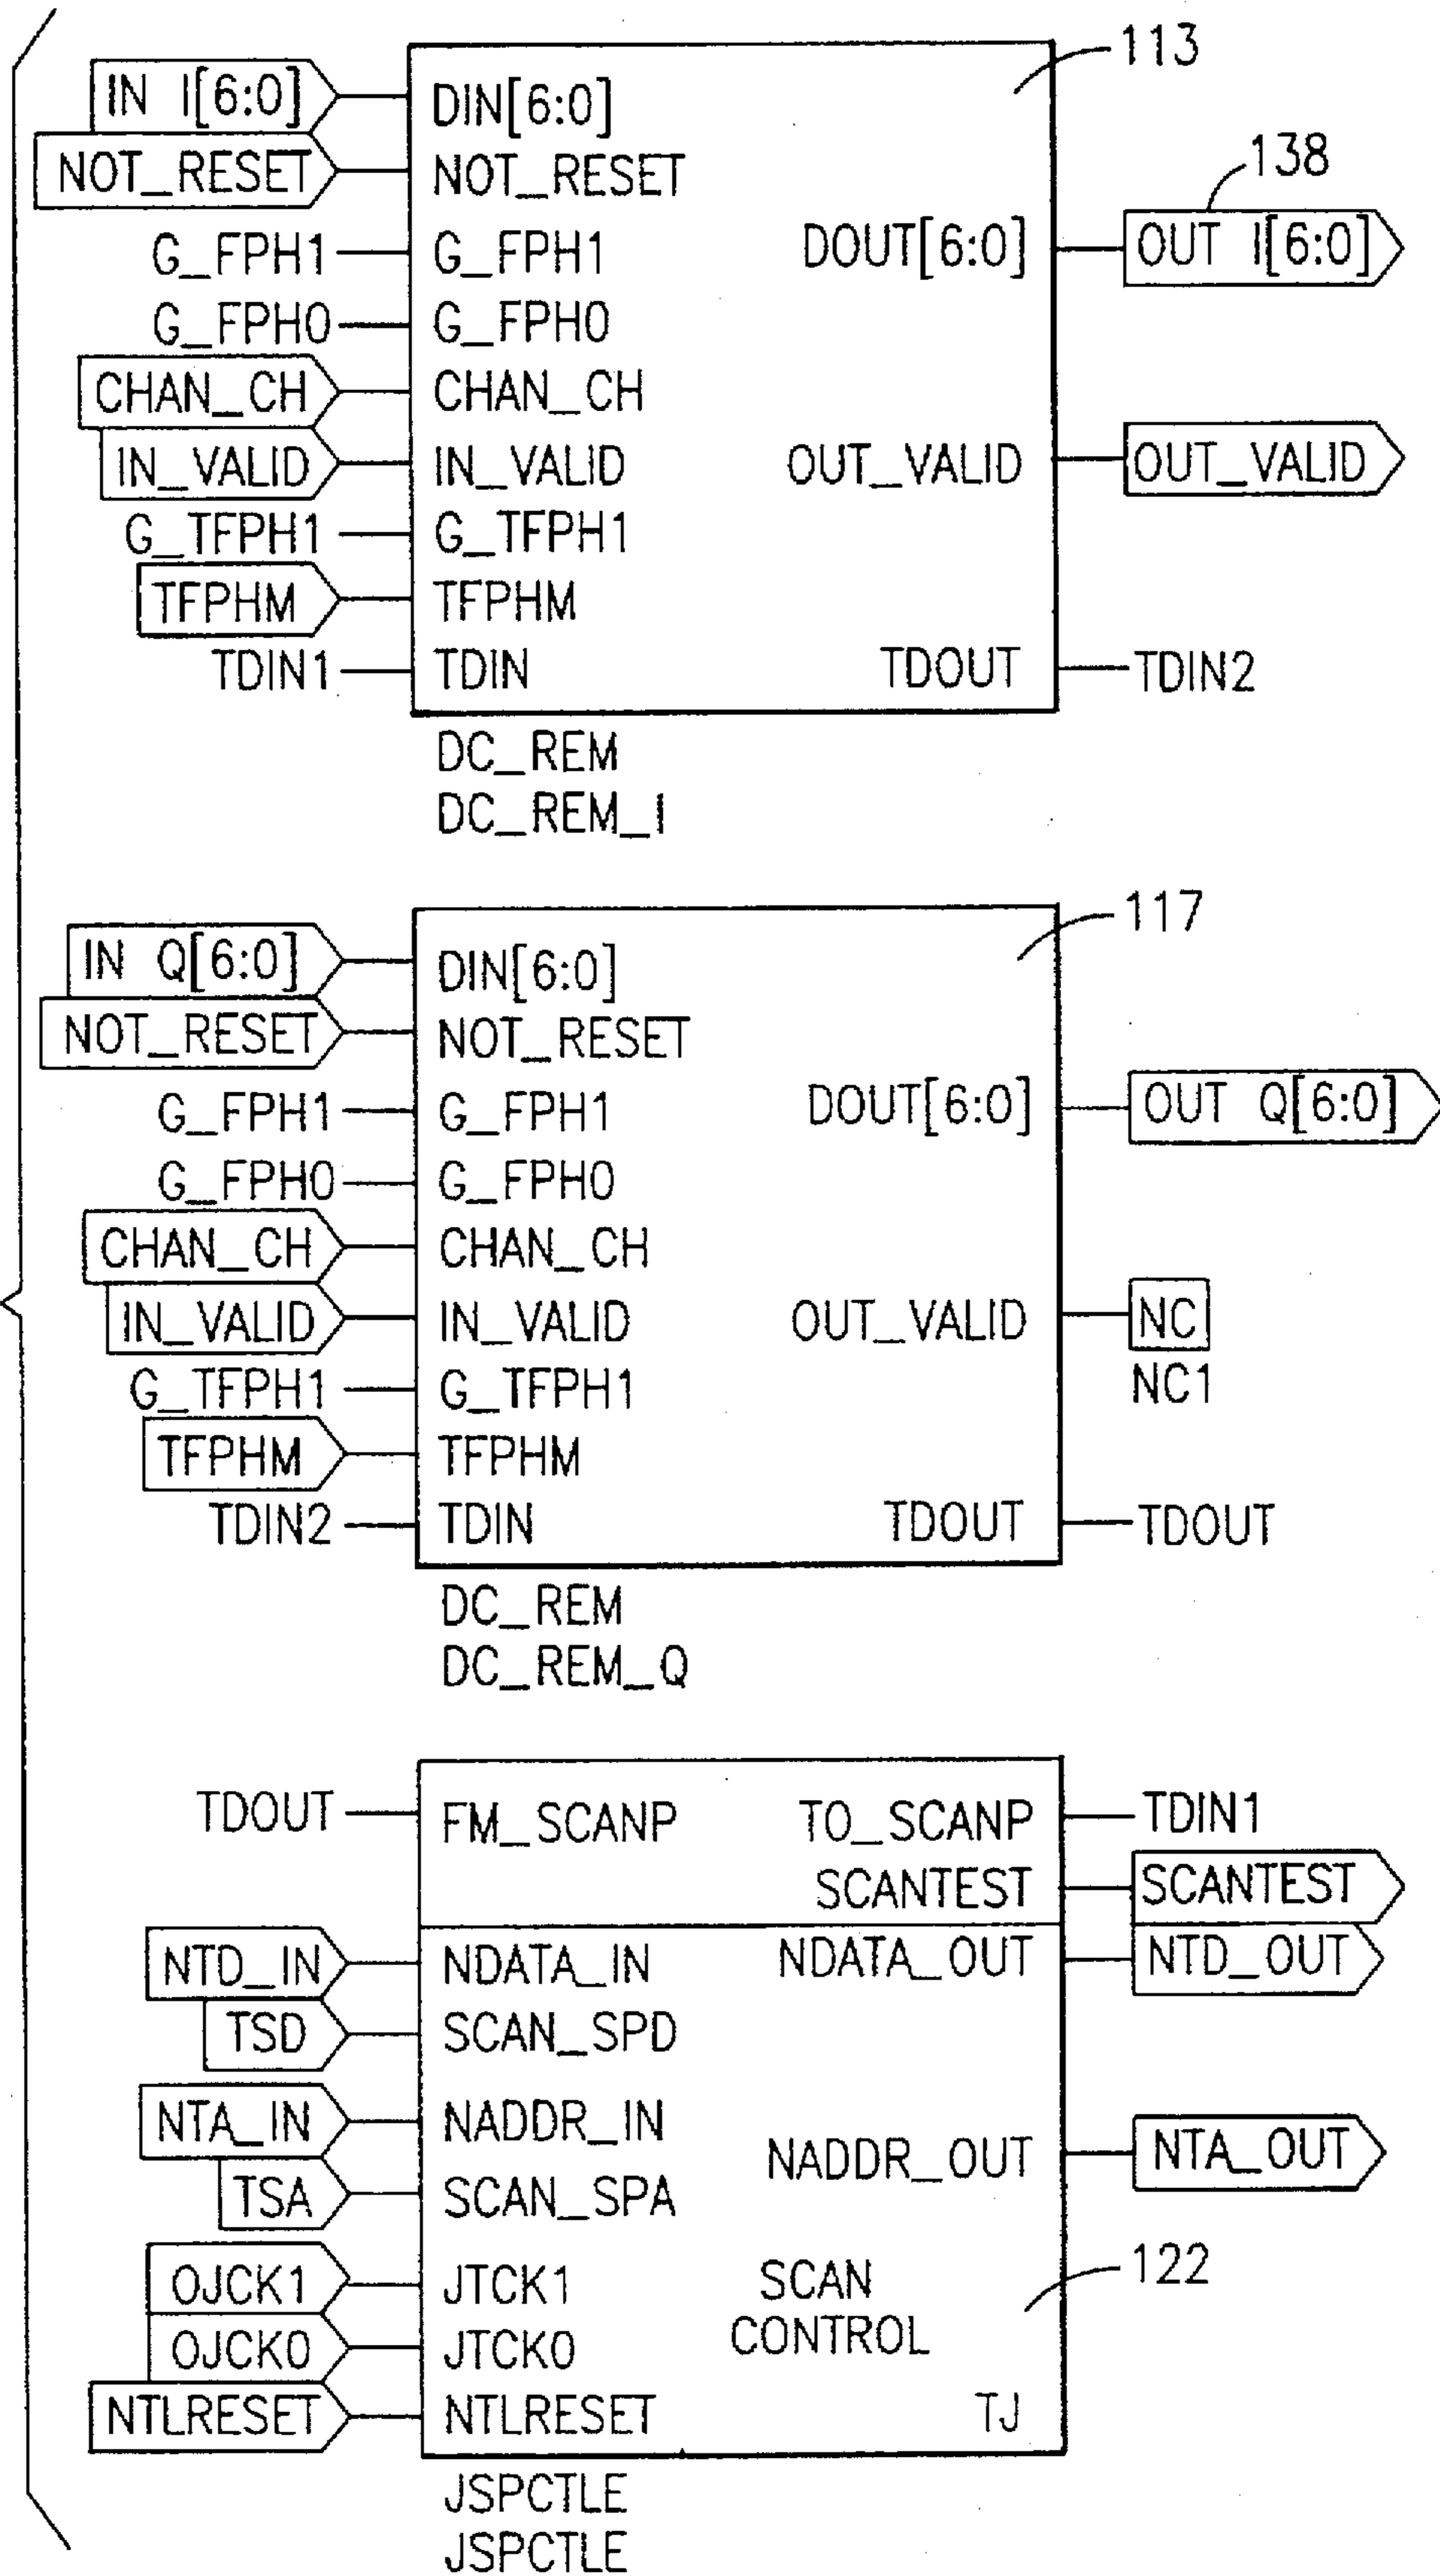 113
IN I[6:0] DIN[6:0]
NOT_RESET NOT_RESET
138
G_FPH1 G_FPH1 DOUT[6:0] OUT I[6:0]
G_FPH0 G_FPH0
CHAN_CH CHAN_CH
IN_VALID IN_VALID OUT_VALID OUT_VALID
G_TFPH1 G_TFPH1
TFPHM TFPHM
TDIN1 TDIN TDOUT TDIN2
DC_REM
DC_REM_I
117
IN Q[6:0] DIN[6:0]
NOT_RESET NOT_RESET
G_FPH1 G_FPH1 DOUT[6:0] OUT Q[6:0]
G_FPH0 G_FPH0
CHAN_CH CHAN_CH
IN_VALID IN_VALID OUT_VALID NC
G_TFPH1 G_TFPH1 NC1
TFPHM TFPHM
TDIN2 TDIN TDOUT TDOUT
DC_REM
DC_REM_Q
TDOUT FM_SCANP TO_SCANP TDIN1
SCANTEST SCANTEST
NTD_IN NDATA_IN NDATA_OUT NTD_OUT
TSD SCAN_SPD
NTA_IN NADDR_IN
NADDR_OUT NTA_OUT
TSA SCAN_SPA
122
OJCK1 JTCK1 SCAN
CONTROL
OJCK0 JTCK0
NTLRESET NTLRESET TJ
JSPCTLE
JSPCTLE